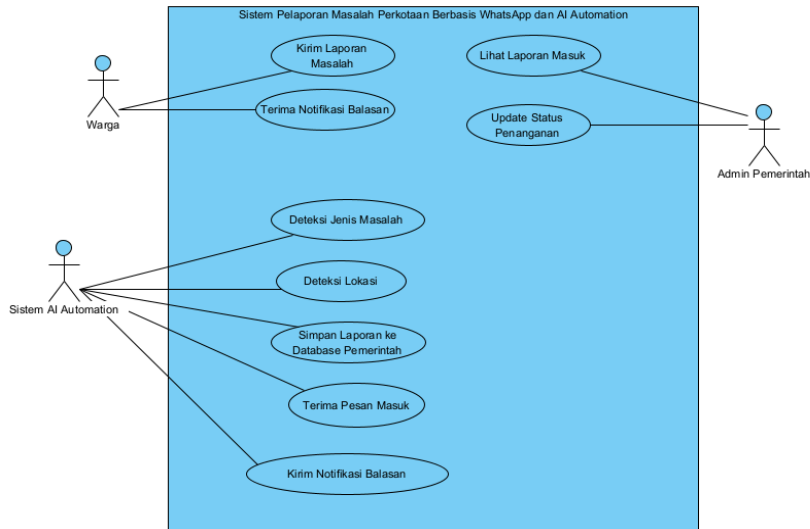 Sistem Pelaporan Masalah Perkotaan Berbasis WhatsApp dan AI Automation
Kirim Laporan
Masalah
Lihat Laporan Masuk
Terima Notifikasi Balasan
Update Status
Penanganan
Warga
Admin Pemerintah
Deteksi Jenis Masalah
Deteksi Lokasi
Sistem AI Automation
Simpan Laporan ke
Database Pemerintah
Terima Pesan Masuk
Kirim Notifikasi Balasan